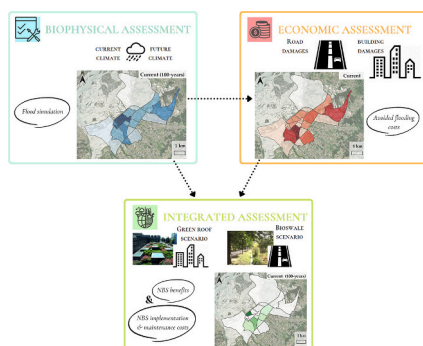 BIOPHYSICAL ASSESSMENT
CURRENT CLIMATE
FUTURE CLIMATE
Current (100-years)
Flood simulation
1 km
ECONOMIC ASSESSMENT
ROAD DAMAGES
BUILDING DAMAGES
Current
Avoided flooding costs
1 km
INTEGRATED ASSESSMENT
GREEN ROOF SCENARIO
BIOSWALE SCENARIO
Current (100-years)
NBS benefits
&
NBS implementation & maintenance costs
1 km